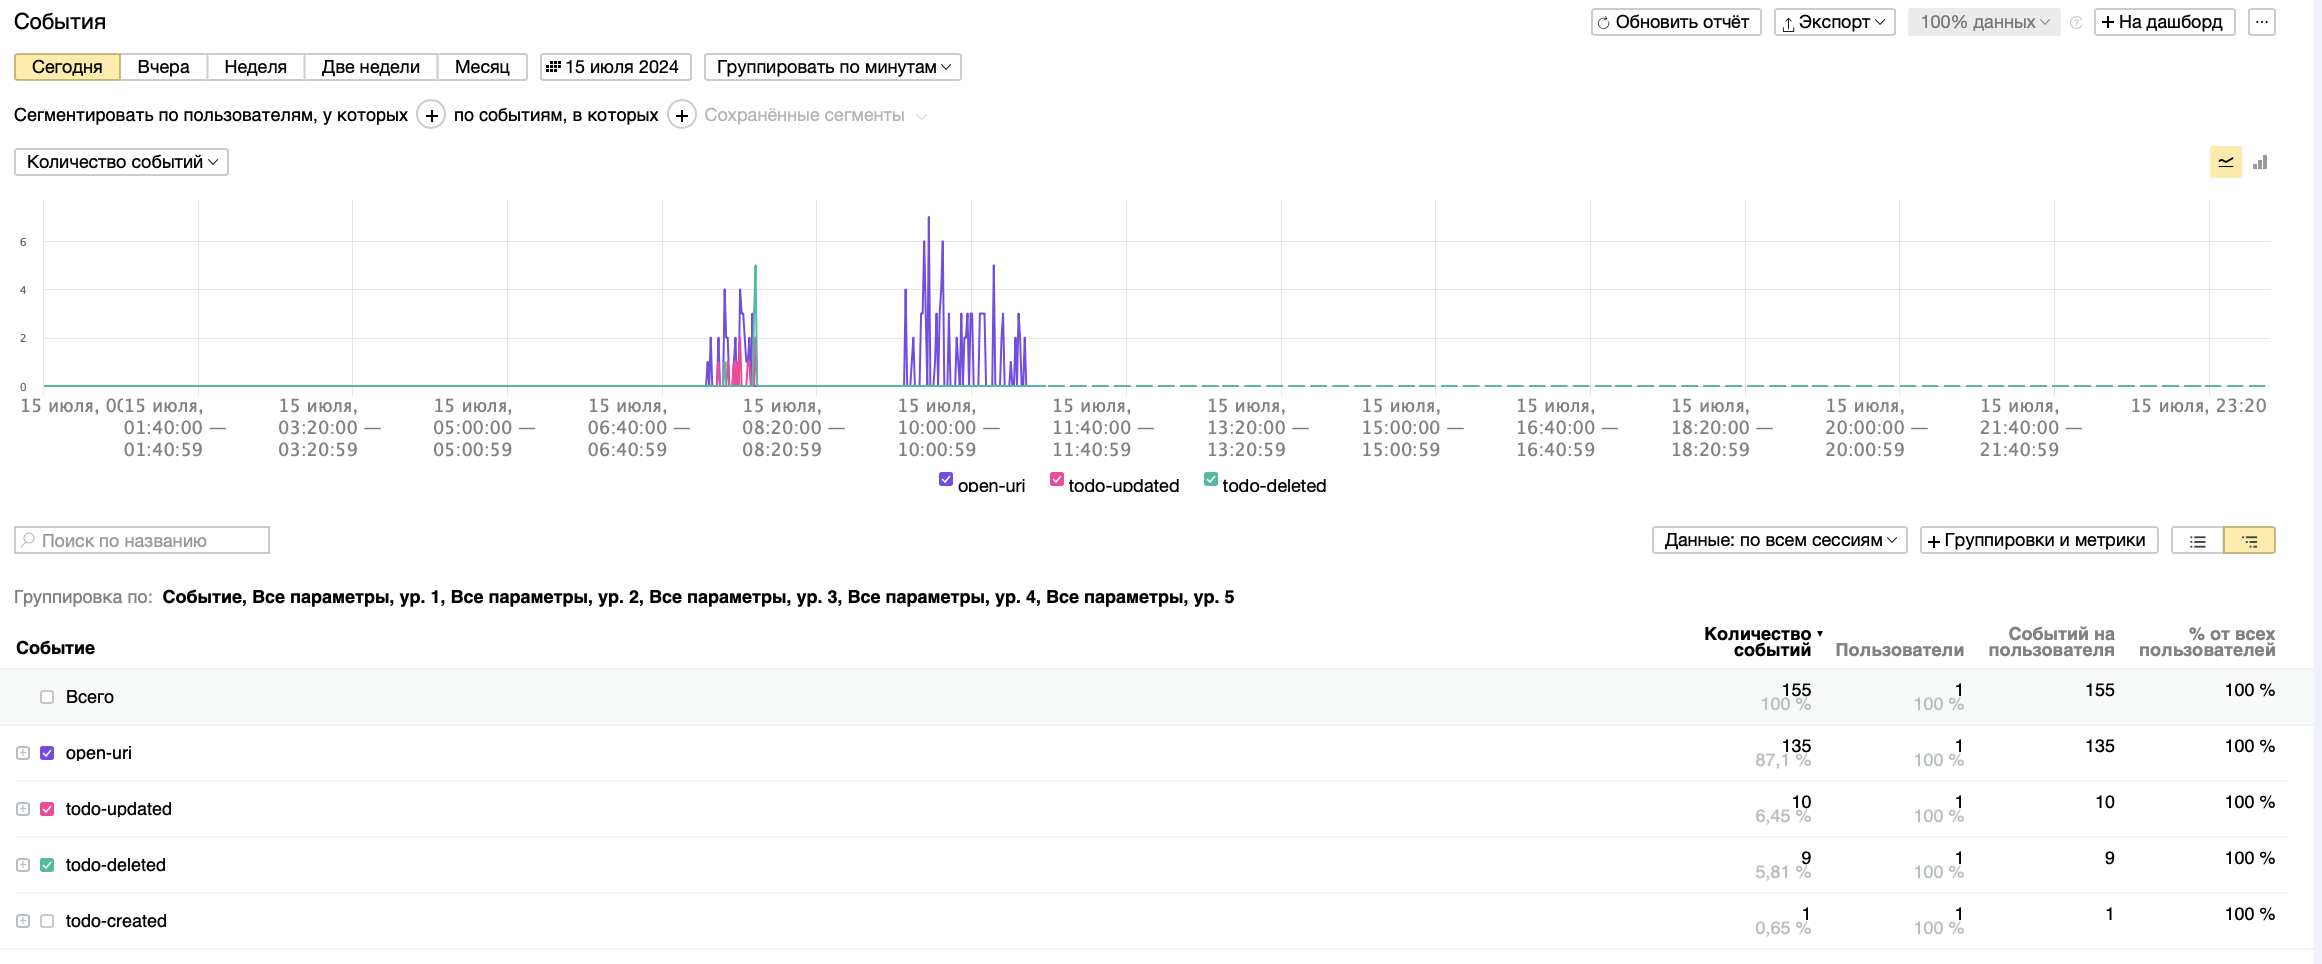 События
Обновить отчёт
Экспорт
100% данных
?
+ На дашборд
...
Сегодня
Вчера
Неделя
Две недели
Месяц
15 июля 2024
Группировать по минутам
Сегментировать по пользователям, у которых + по событиям, в которых + Сохранённые сегменты
Количество событий
6
4
2
0
15 июля, 0
15 июля, 01:40:00 — 01:40:59
15 июля, 03:20:00 — 03:20:59
15 июля, 05:00:00 — 05:00:59
15 июля, 06:40:00 — 06:40:59
15 июля, 08:20:00 — 08:20:59
15 июля, 10:00:00 — 10:00:59
15 июля, 11:40:00 — 11:40:59
15 июля, 13:20:00 — 13:20:59
15 июля, 15:00:00 — 15:00:59
15 июля, 16:40:00 — 16:40:59
15 июля, 18:20:00 — 18:20:59
15 июля, 20:00:00 — 20:00:59
15 июля, 21:40:00 — 21:40:59
15 июля, 23:20
open-uri
todo-updated
todo-deleted
Поиск по названию
Данные: по всем сессиям
+ Группировки и метрики
Группировка по: Событие, Все параметры, ур. 1, Все параметры, ур. 2, Все параметры, ур. 3, Все параметры, ур. 4, Все параметры, ур. 5
Событие
Количество событий
Пользователи
Событий на пользователя
% от всех пользователей
Всего 155 1 155 100 %
100 % 100 %
open-uri 135 1 135 100 %
87,1 % 100 %
todo-updated 10 1 10 100 %
6,45 % 100 %
todo-deleted 9 1 9 100 %
5,81 % 100 %
todo-created 1 1 1 100 %
0,65 % 100 %